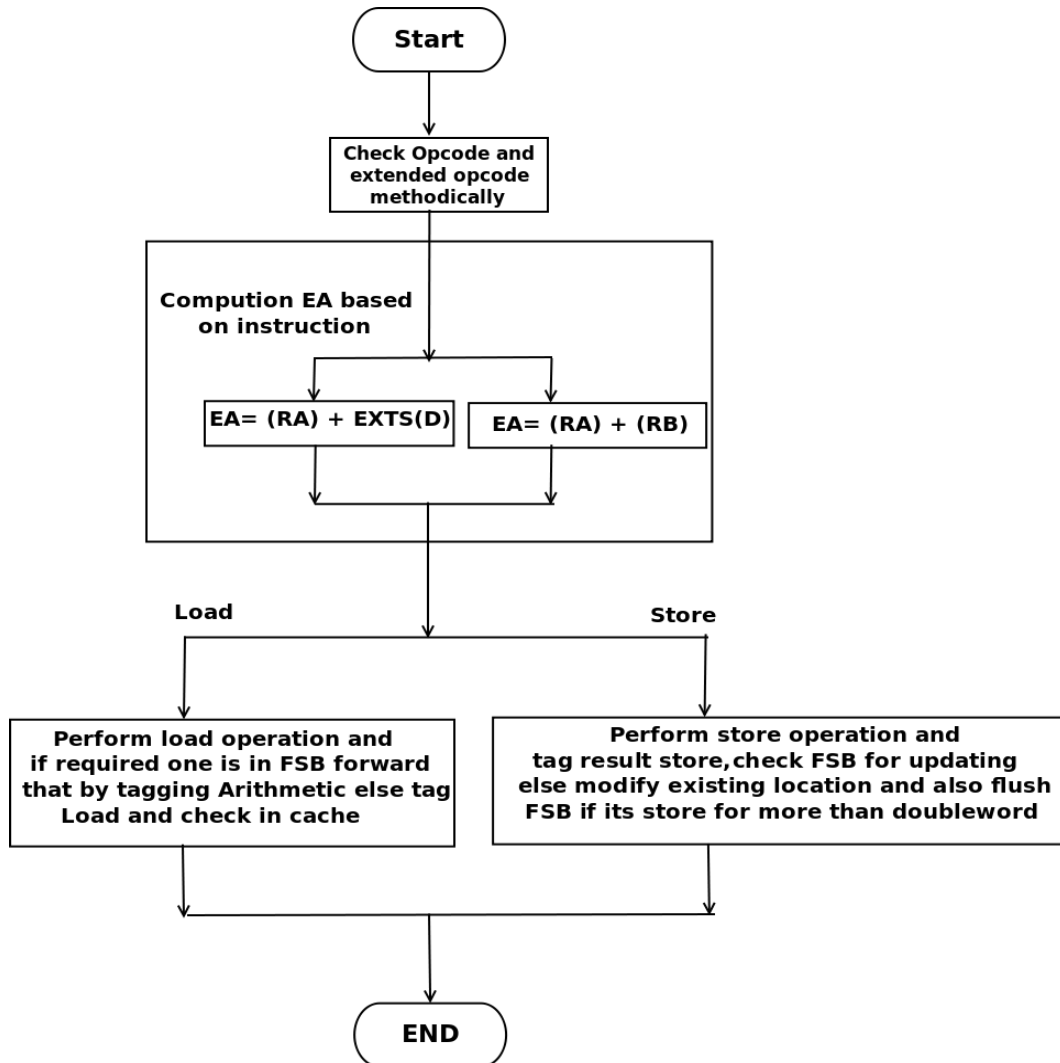 Start
Check Opcode and
extended opcode
methodically
Compution EA based
on instruction
EA= (RA) + EXTS(D)
EA= (RA) + (RB)
Load
Store
Perform load operation and
if required one is in FSB forward
that by tagging Arithmetic else tag
Load and check in cache
Perform store operation and
tag result store,check FSB for updating
else modify existing location and also flush
FSB if its store for more than doubleword
END